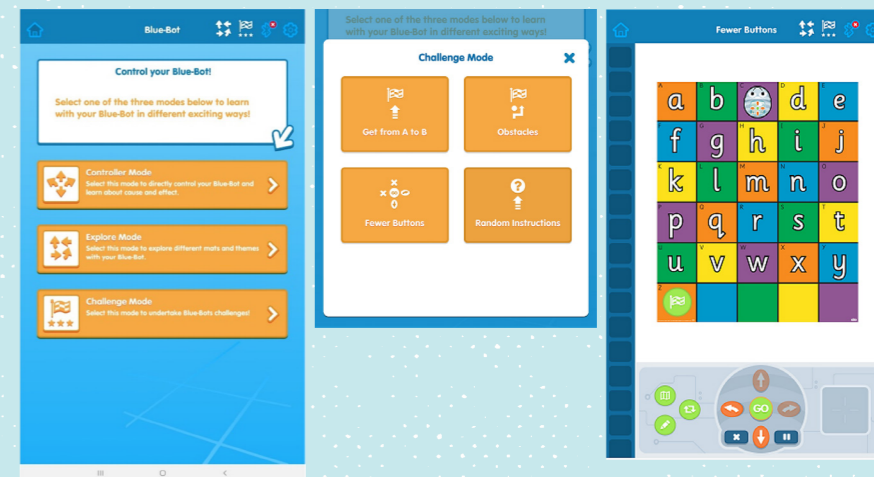 Blue-Bot
Control your Blue-Bot!
Select one of the three modes below to learn
with your Blue-Bot in different exciting ways!
Controller Mode
Select this mode to directly control your Blue-Bot and
learn about cause and effect.
Explore Mode
Select this mode to explore different mats and themes
with your Blue-Bot.
Challenge Mode
Select this mode to undertake Blue-Bots challenges!
Select one of the three modes below to learn
with your Blue-Bot in different exciting ways!
Challenge Mode
Get from A to B
Obstacles
Fewer Buttons
Random Instructions
Fewer Buttons
a b d e
f g h i j
k l m n o
p q r s t
u v w x y
GO